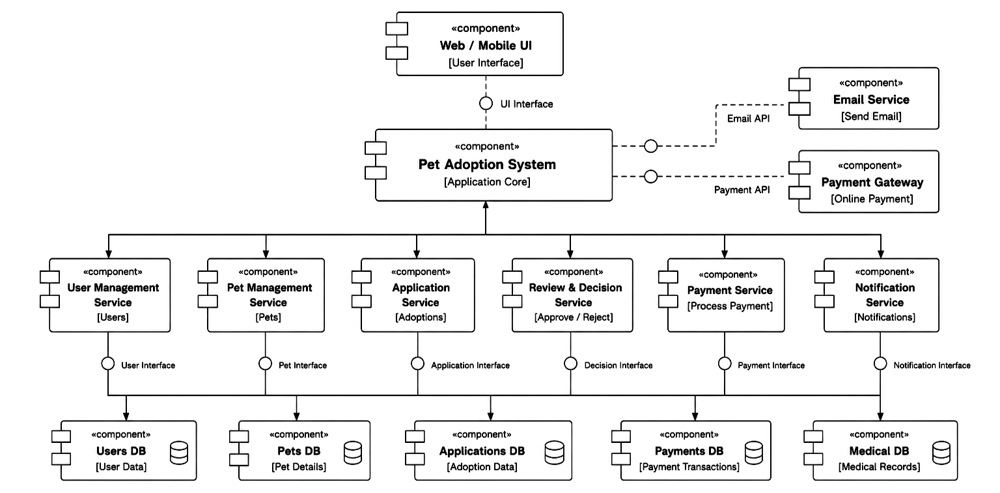 «component»
Web / Mobile UI
[User Interface]
UI Interface
«component»
Email Service
[Send Email]
Email API
«component»
Pet Adoption System
[Application Core]
«component»
Payment Gateway
[Online Payment]
Payment API
«component»
User Management
Service
[Users]
«component»
Pet Management
Service
[Pets]
«component»
Application
Service
[Adoptions]
«component»
Review & Decision
Service
[Approve / Reject]
«component»
Payment Service
[Process Payment]
«component»
Notification
Service
[Notifications]
User Interface
Pet Interface
Application Interface
Decision Interface
Payment Interface
Notification Interface
«component»
Users DB
[User Data]
«component»
Pets DB
[Pet Details]
«component»
Applications DB
[Adoption Data]
«component»
Payments DB
[Payment Transactions]
«component»
Medical DB
[Medical Records]